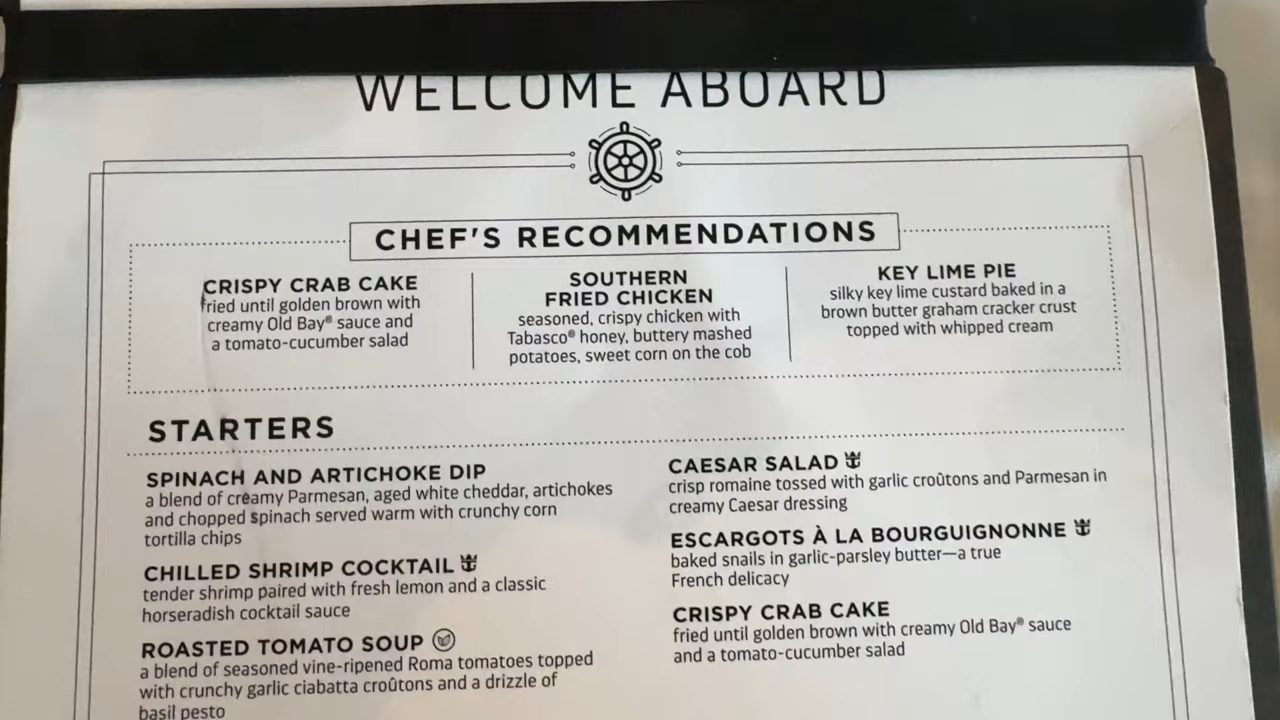 WELCOME ABOARD
CHEF'S RECOMMENDATIONS
CRISPY CRAB CAKE
fried until golden brown with
creamy Old Bay® sauce and
a tomato-cucumber salad
SOUTHERN
FRIED CHICKEN
seasoned, crispy chicken with
Tabasco® honey, buttery mashed
potatoes, sweet corn on the cob
KEY LIME PIE
silky key lime custard baked in a
brown butter graham cracker crust
topped with whipped cream
STARTERS
SPINACH AND ARTICHOKE DIP
a blend of creamy Parmesan, aged white cheddar, artichokes
and chopped spinach served warm with crunchy corn
tortilla chips
CHILLED SHRIMP COCKTAIL
tender shrimp paired with fresh lemon and a classic
horseradish cocktail sauce
ROASTED TOMATO SOUP
a blend of seasoned vine-ripened Roma tomatoes topped
with crunchy garlic ciabatta croûtons and a drizzle of
basil pesto
CAESAR SALAD
crisp romaine tossed with garlic croûtons and Parmesan in
creamy Caesar dressing
ESCARGOTS À LA BOURGUIGNONNE
baked snails in garlic-parsley butter—a true
French delicacy
CRISPY CRAB CAKE
fried until golden brown with creamy Old Bay® sauce
and a tomato-cucumber salad